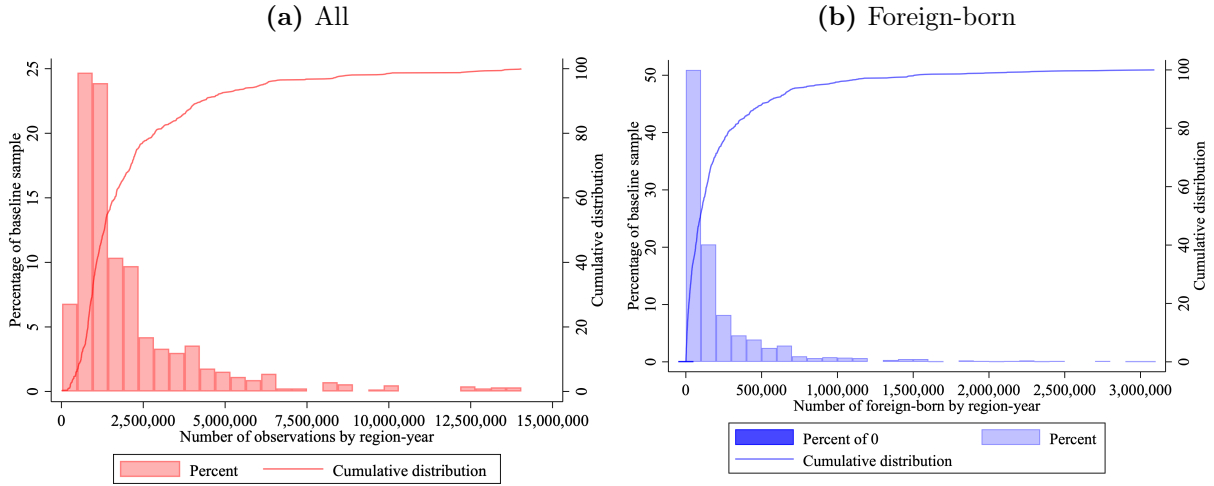 (a) All
Percentage of baseline sample
0
5
10
15
20
25
Cumulative distribution
0
20
40
60
80
100
0
2,500,000
5,000,000
7,500,000
10,000,000
12,500,000
15,000,000
Number of observations by region-year
Percent
Cumulative distribution
(b) Foreign-born
Percentage of baseline sample
0
10
20
30
40
50
Cumulative distribution
0
20
40
60
80
100
0
500,000
1,000,000
1,500,000
2,000,000
2,500,000
3,000,000
Number of foreign-born by region-year
Percent of 0
Percent
Cumulative distribution